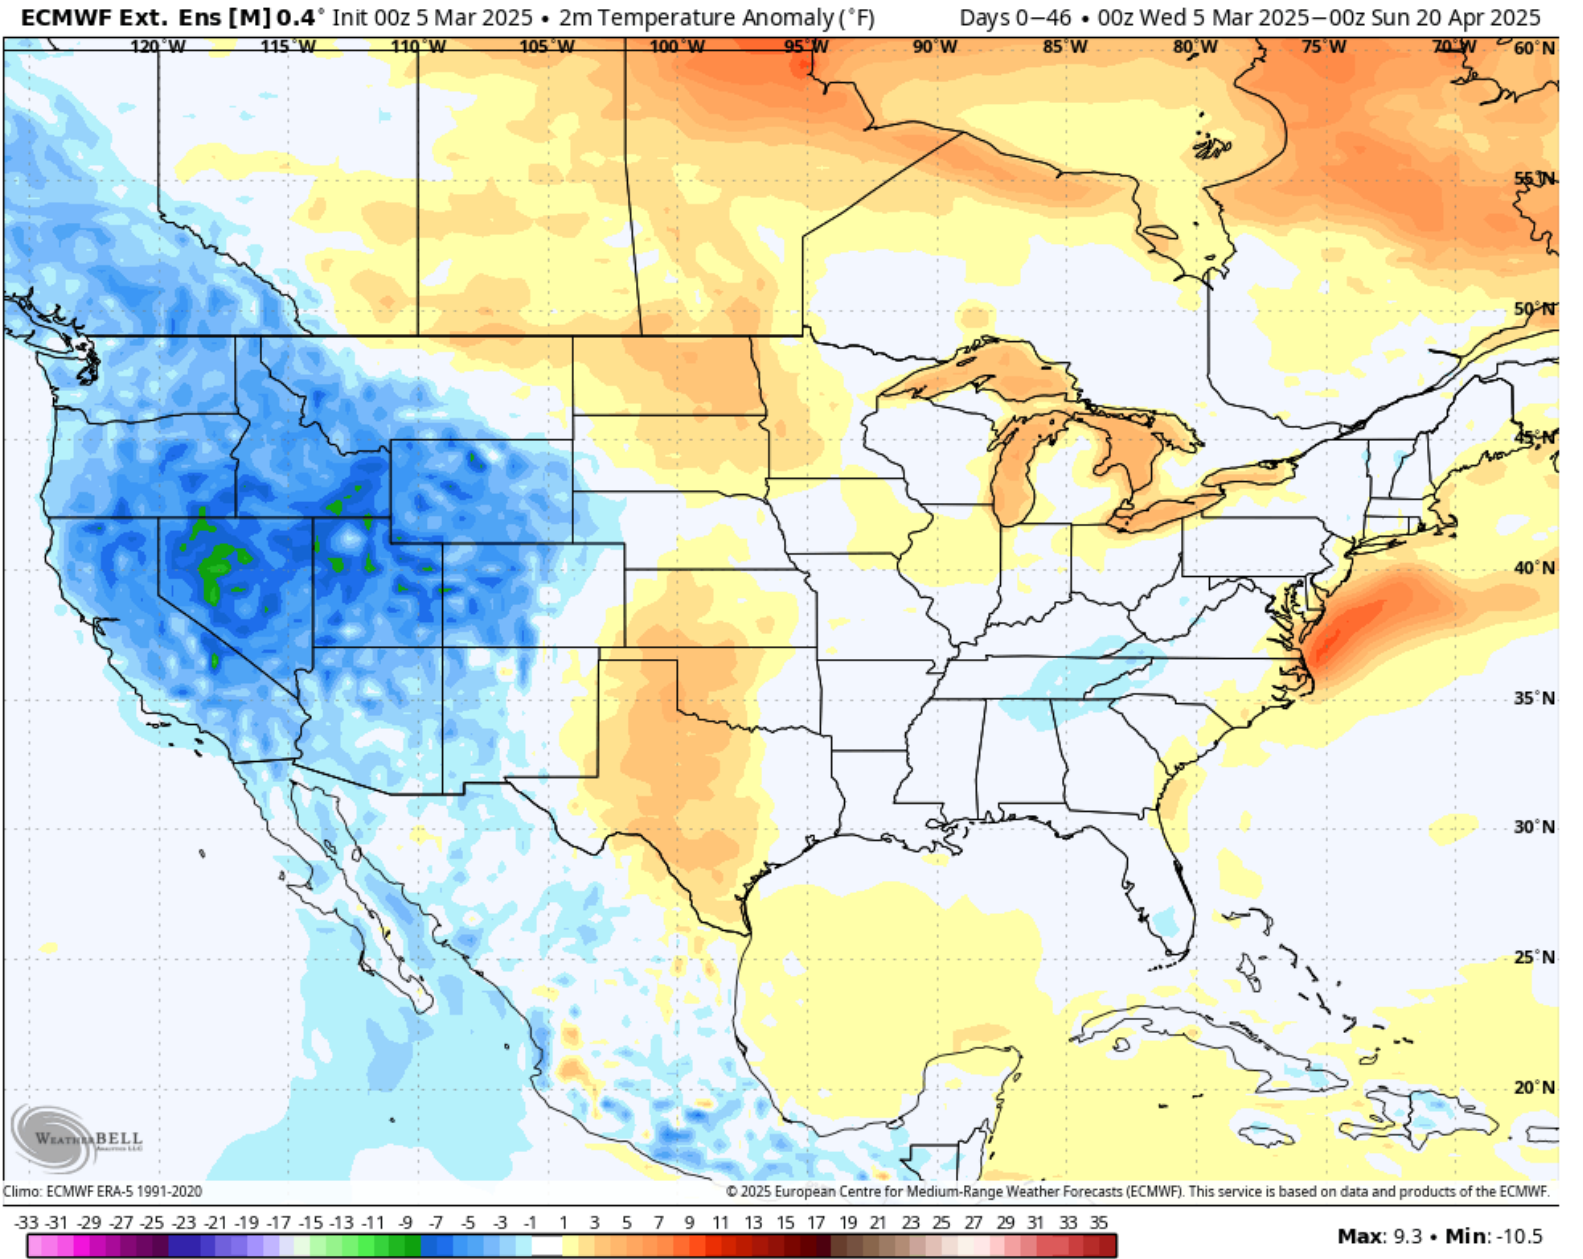 ECMWF Ext. Ens [M] 0.4° Init 00z 5 Mar 2025 • 2m Temperature Anomaly (°F)
Days 0−46 • 00z Wed 5 Mar 2025−00z Sun 20 Apr 2025
120°W 115°W 110°W 105°W 100°W 95°W 90°W 85°W 80°W 75°W 70°W 60°N
55°N
50°N
45°N
40°N
35°N
30°N
25°N
20°N
WEATHERBELL
ANALYTICS LLC
Climo: ECMWF ERA-5 1991-2020
© 2025 European Centre for Medium-Range Weather Forecasts (ECMWF). This service is based on data and products of the ECMWF.
-33 -31 -29 -27 -25 -23 -21 -19 -17 -15 -13 -11 -9 -7 -5 -3 -1 1 3 5 7 9 11 13 15 17 19 21 23 25 27 29 31 33 35
Max: 9.3 • Min: -10.5